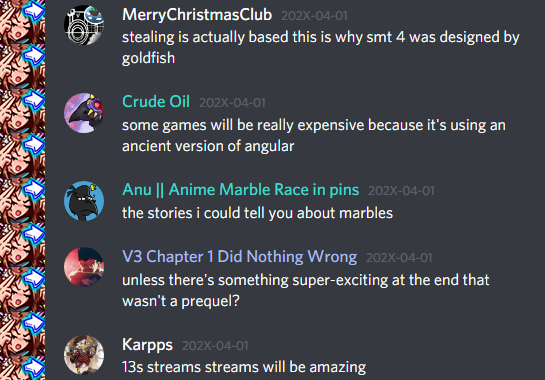 MerryChristmasClub 202X-04-01
stealing is actually based this is why smt 4 was designed by
goldfish
Crude Oil 202X-04-01
some games will be really expensive because it's using an
ancient version of angular
Anu || Anime Marble Race in pins 202X-04-01
the stories i could tell you about marbles
V3 Chapter 1 Did Nothing Wrong 202X-04-01
unless there's something super-exciting at the end that
wasn't a prequel?
Karpps 202X-04-01
13s streams streams will be amazing